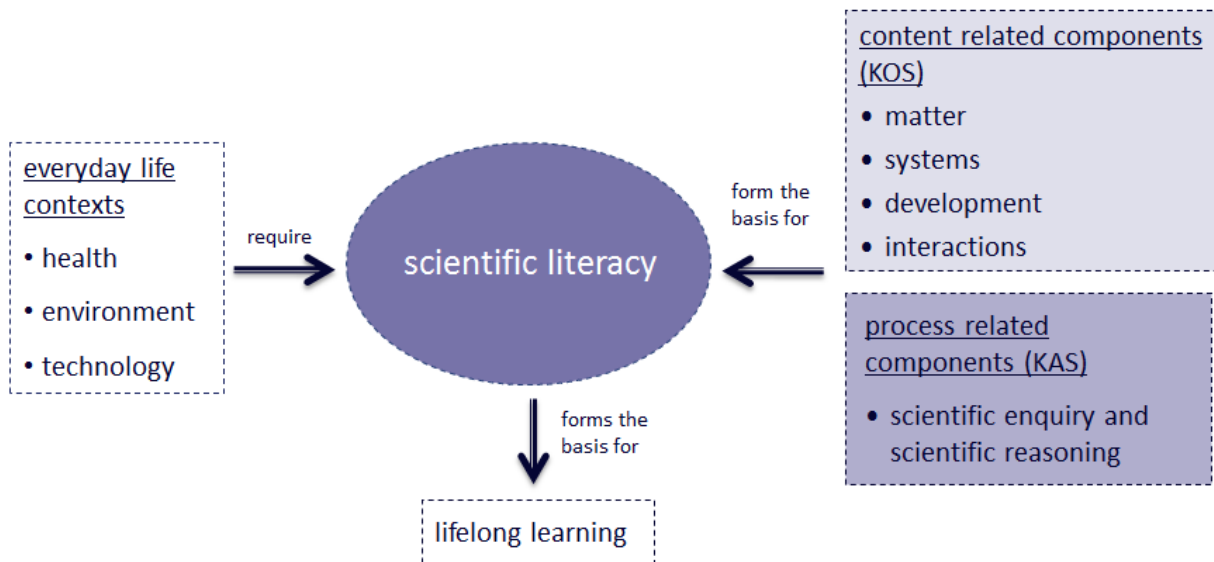 everyday life
contexts
• health
• environment
• technology
require
scientific literacy
form the
basis for
content related components
(KOS)
• matter
• systems
• development
• interactions
process related
components (KAS)
• scientific enquiry and
scientific reasoning
forms the
basis for
lifelong learning